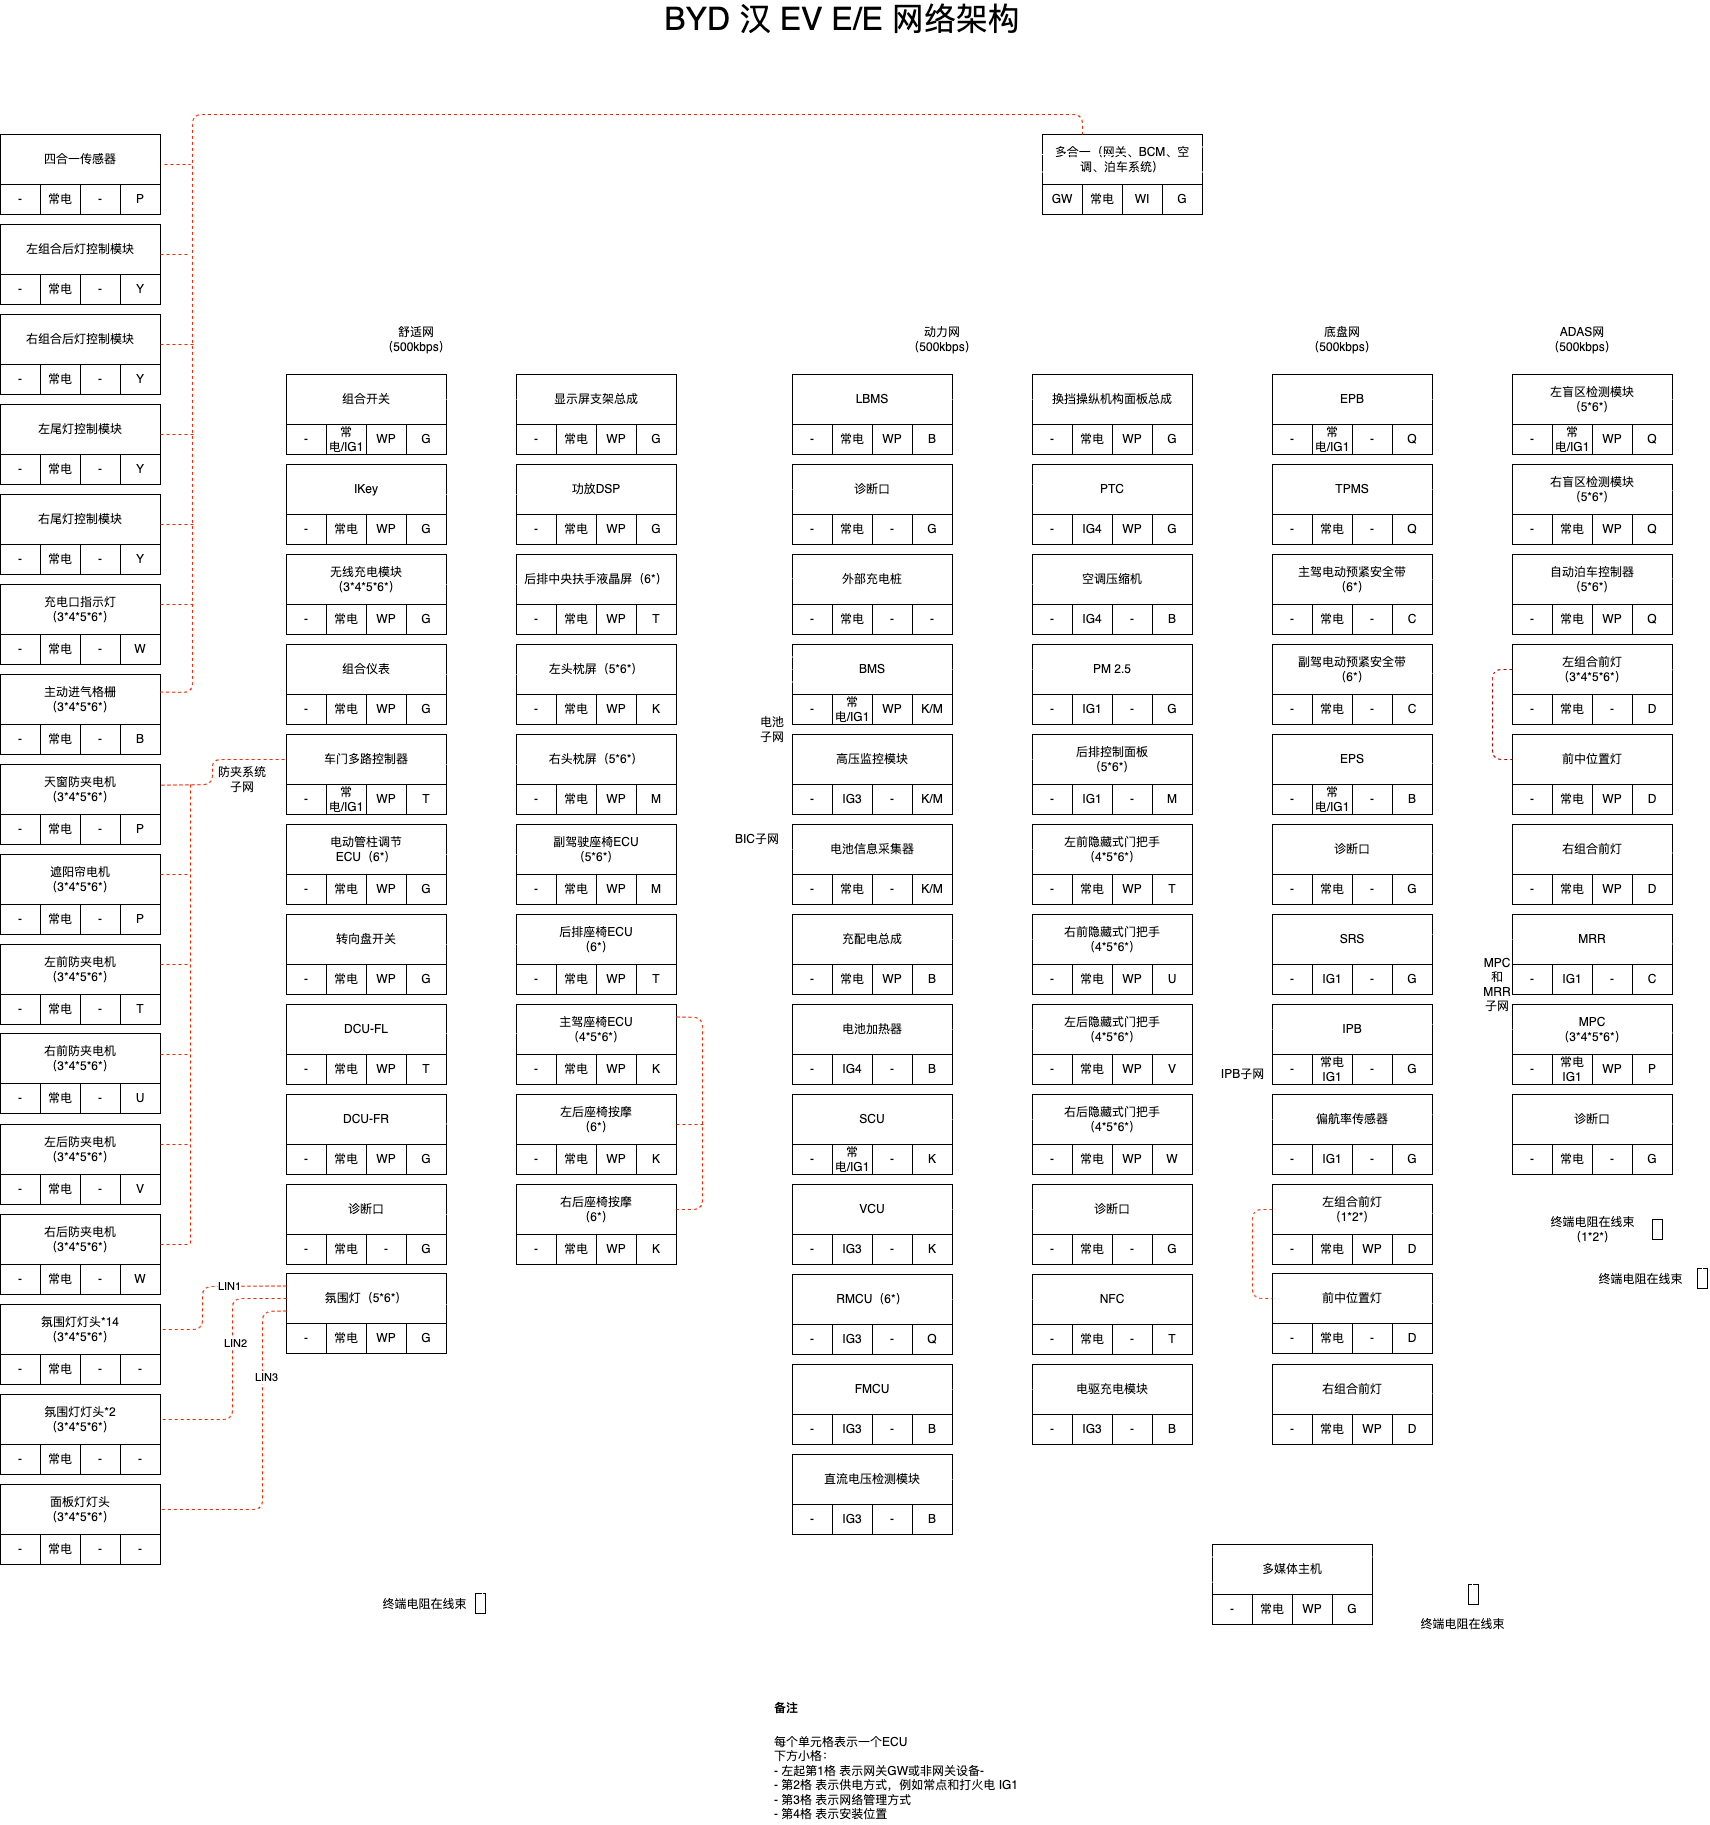 BYD 汉 EV E/E 网络架构
四合一传感器
- 常电 - P
左组合后灯控制模块
- 常电 - Y
右组合后灯控制模块
- 常电 - Y
左尾灯控制模块
- 常电 - Y
右尾灯控制模块
- 常电 - Y
充电口指示灯
(3*4*5*6*)
- 常电 - W
主动进气格栅
(3*4*5*6*)
- 常电 - B
天窗防夹电机
(3*4*5*6*)
- 常电 - P
遮阳帘电机
(3*4*5*6*)
- 常电 - P
左前防夹电机
(3*4*5*6*)
- 常电 - T
右前防夹电机
(3*4*5*6*)
- 常电 - U
左后防夹电机
(3*4*5*6*)
- 常电 - V
右后防夹电机
(3*4*5*6*)
- 常电 - W
氛围灯灯头*14
(3*4*5*6*)
- 常电 - -
氛围灯灯头*2
(3*4*5*6*)
- 常电 - -
面板灯灯头
(3*4*5*6*)
- 常电 - -
防夹系统
子网
LIN1
LIN2
LIN3
多合一（网关、BCM、空
调、泊车系统）
GW 常电 WI G
舒适网
(500kbps)
组合开关
- 常
电/IG1 WP G
IKey
- 常电 WP G
无线充电模块
(3*4*5*6*)
- 常电 WP G
组合仪表
- 常电 WP G
车门多路控制器
- 常
电/IG1 WP T
电动管柱调节
ECU（6*）
- 常电 WP G
转向盘开关
- 常电 WP G
DCU-FL
- 常电 WP T
DCU-FR
- 常电 WP G
诊断口
- 常电 - G
氛围灯（5*6*）
- 常电 WP G
显示屏支架总成
- 常电 WP G
功放DSP
- 常电 WP G
后排中央扶手液晶屏（6*）
- 常电 WP T
左头枕屏（5*6*）
- 常电 WP K
右头枕屏（5*6*）
- 常电 WP M
副驾驶座椅ECU
(5*6*)
- 常电 WP M
后排座椅ECU
(6*)
- 常电 WP T
主驾座椅ECU
(4*5*6*)
- 常电 WP K
左后座椅按摩
(6*)
- 常电 WP K
右后座椅按摩
(6*)
- 常电 WP K
终端电阻在线束
动力网
(500kbps)
LBMS
- 常电 WP B
诊断口
- 常电 - G
外部充电桩
- 常电 - -
BMS
- 常
电/IG1 WP K/M
电池
子网
高压监控模块
- IG3 - K/M
BIC子网
电池信息采集器
- 常电 - K/M
充配电总成
- 常电 WP B
电池加热器
- IG4 - B
SCU
- 常
电/IG1 - K
VCU
- IG3 - K
RMCU（6*）
- IG3 - Q
FMCU
- IG3 - B
直流电压检测模块
- IG3 - B
换挡操纵机构面板总成
- 常电 WP G
PTC
- IG4 WP G
空调压缩机
- IG4 - B
PM 2.5
- IG1 - G
后排控制面板
(5*6*)
- IG1 - M
左前隐藏式门把手
(4*5*6*)
- 常电 WP T
右前隐藏式门把手
(4*5*6*)
- 常电 WP U
左后隐藏式门把手
(4*5*6*)
- 常电 WP V
右后隐藏式门把手
(4*5*6*)
- 常电 WP W
诊断口
- 常电 - G
NFC
- 常电 - T
电驱充电模块
- IG3 - B
底盘网
(500kbps)
EPB
- 常
电/IG1 - Q
TPMS
- 常电 - Q
主驾电动预紧安全带
(6*)
- 常电 - C
副驾电动预紧安全带
(6*)
- 常电 - C
EPS
- 常
电/IG1 - B
诊断口
- 常电 - G
SRS
- IG1 - G
IPB
- 常电
IG1 - G
IPB子网
偏航率传感器
- IG1 - G
左组合前灯
(1*2*)
- 常电 WP D
前中位置灯
- 常电 - D
右组合前灯
- 常电 WP D
ADAS网
(500kbps)
左盲区检测模块
(5*6*)
- 常
电/IG1 WP Q
右盲区检测模块
(5*6*)
- 常电 WP Q
自动泊车控制器
(5*6*)
- 常电 WP Q
左组合前灯
(3*4*5*6*)
- 常电 - D
前中位置灯
- 常电 WP D
右组合前灯
- 常电 WP D
MRR
- IG1 - C
MPC
和
MRR
子网
MPC
(3*4*5*6*)
- 常电
IG1 WP P
诊断口
- 常电 - G
终端电阻在线束
(1*2*)
终端电阻在线束
多媒体主机
- 常电 WP G
终端电阻在线束
备注
每个单元格表示一个ECU
下方小格：
- 左起第1格 表示网关GW或非网关设备-
- 第2格 表示供电方式，例如常点和打火电 IG1
- 第3格 表示网络管理方式
- 第4格 表示安装位置